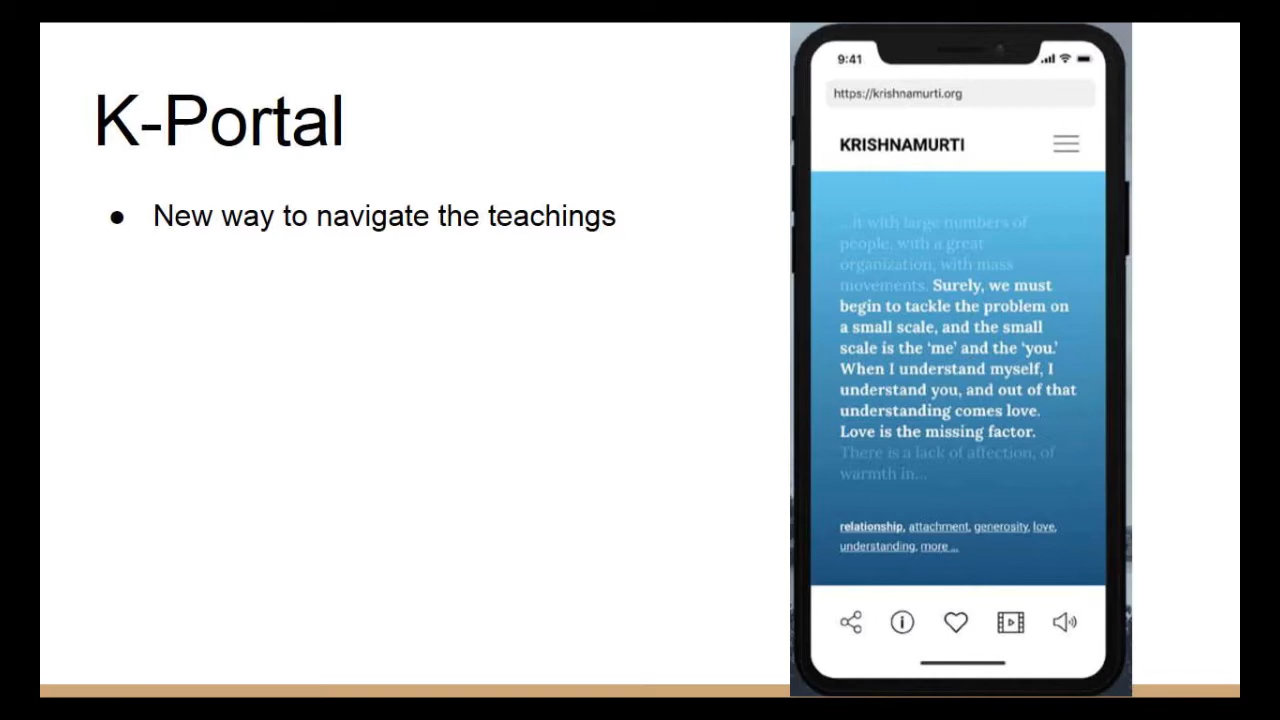 K-Portal
● New way to navigate the teachings
9:41
https://krishnamurti.org
KRISHNAMURTI
...it with large numbers of
people, with a great
organization, with mass
movements. Surely, we must
begin to tackle the problem on
a small scale, and the small
scale is the ‘me’ and the ‘you.’
When I understand myself, I
understand you, and out of that
understanding comes love.
Love is the missing factor.
There is a lack of affection, of
warmth in...
relationship, attachment, generosity, love,
understanding, more ...